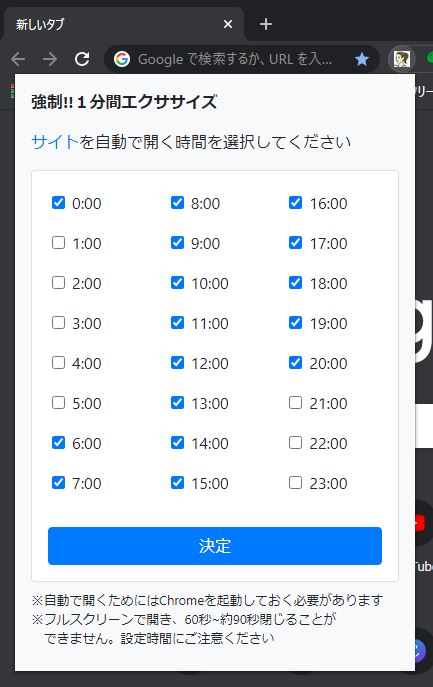 新しいタブ
Google で検索するか、URL を入...
強制!!１分間エクササイズ
サイトを自動で開く時間を選択してください
0:00 8:00 16:00
1:00 9:00 17:00
2:00 10:00 18:00
3:00 11:00 19:00
4:00 12:00 20:00
5:00 13:00 21:00
6:00 14:00 22:00
7:00 15:00 23:00
決定
※自動で開くためにはChromeを起動しておく必要があります
※フルスクリーンで開き、60秒~約90秒閉じることが
できません。設定時間にご注意ください